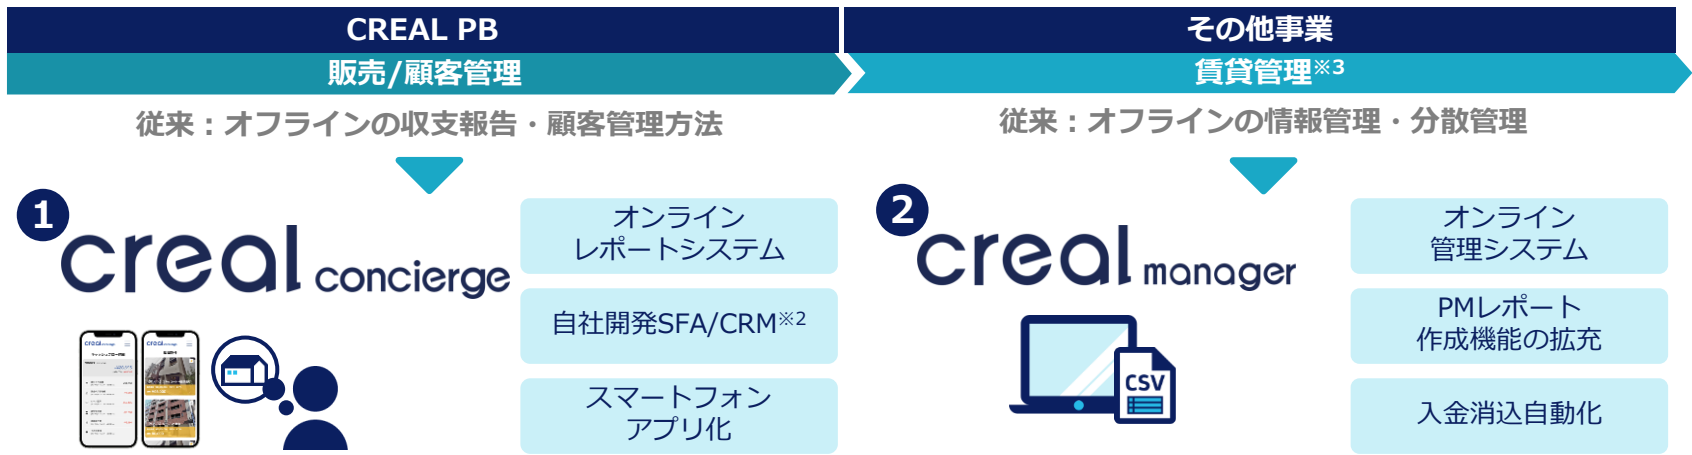 CREAL PB
販売/顧客管理
従来：オフラインの収支報告・顧客管理方法
1
creal concierge
オンライン
レポートシステム
自社開発SFA/CRM※2
スマートフォン
アプリ化
その他事業
賃貸管理※3
従来：オフラインの情報管理・分散管理
2
creal manager
CSV
オンライン
管理システム
PMレポート
作成機能の拡充
入金消込自動化